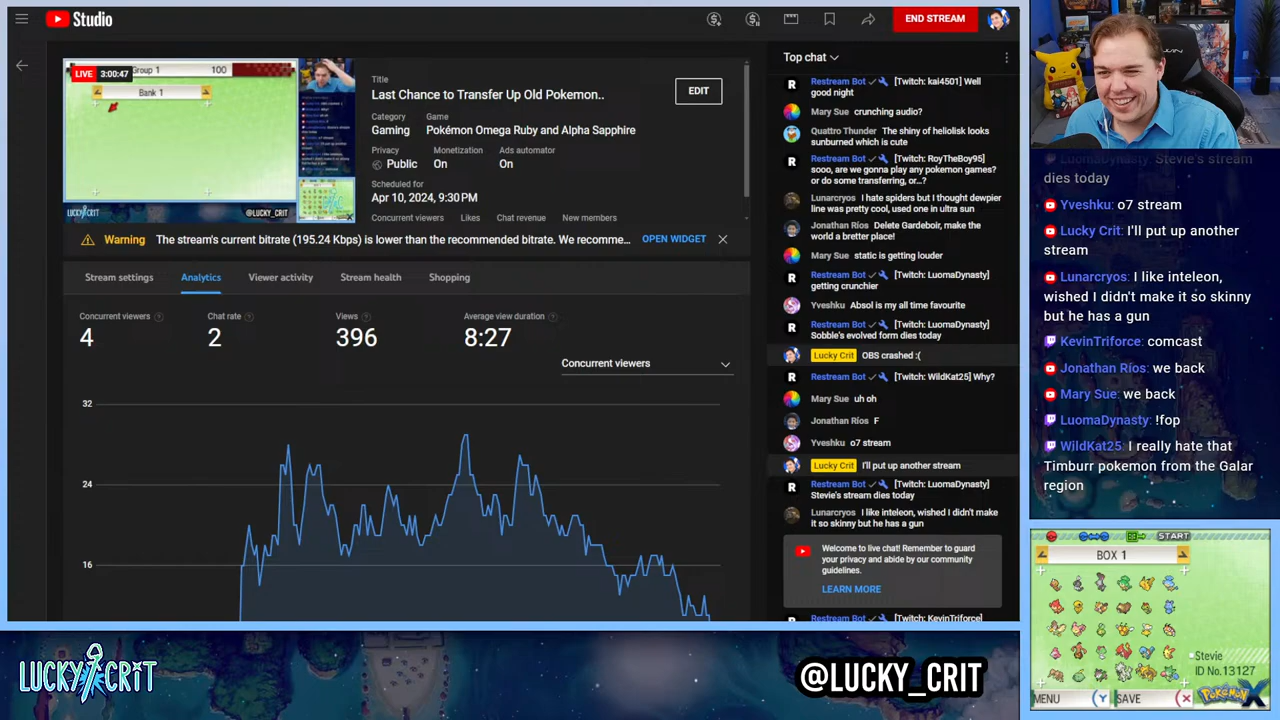 Studio
END STREAM
LIVE 3:00:47
Group 1 100
Bank 1
LUCKY CRIT
@LUCKY_CRIT
Title
Last Chance to Transfer Up Old Pokemon..
EDIT
Category
Gaming
Game
Pokémon: Omega Ruby and Alpha Sapphire
Privacy
Public
Monetization
On
Ads automator
On
Scheduled for
Apr 10, 2024, 9:30 PM
Concurrent viewers Likes Chat revenue New members
Warning The stream's current bitrate (195.24 Kbps) is lower than the recommended bitrate. We recomme... OPEN WIDGET
Stream settings Analytics Viewer activity Stream health Shopping
Concurrent viewers
4
Chat rate
2
Views
396
Average view duration
8:27
Concurrent viewers
32
24
16
Top chat
Restream Bot [Twitch: kai4501] Well
good night
Mary Sue crunching audio?
Quattro Thunder The shiny of heliolisk looks
sunburned which is cute
Restream Bot [Twitch: RoyTheBoy95]
sooo, are we gonna play any pokemon games?
or do some transferring, or...?
Lunarcryos I hate spiders but I thought dewpier
line was pretty cool, used one in ultra sun
Jonathan Ríos Delete Gardeboir, make the
world a bretter place!
Mary Sue static is getting louder
Restream Bot [Twitch: LuomaDynasty]
getting crunchier
Yveshku Absol is my all time favourite
Restream Bot [Twitch: LuomaDynasty]
Sobble's evolved form dies today
Lucky Crit OBS crashed :(
Restream Bot [Twitch: WildKat25] Why?
Mary Sue uh oh
Jonathan Ríos F
Yveshku o7 stream
Lucky Crit I'll put up another stream
Restream Bot [Twitch: LuomaDynasty]
Stevie's stream dies today
Lunarcryos I like inteleon, wished I didn't make
it so skinny but he has a gun
Welcome to live chat! Remember to guard
your privacy and abide by our community
guidelines.
LEARN MORE
Restream Bot [Twitch: KevinTriforce]
LuomaDynasty: Stevie's stream
dies today
Yveshku: o7 stream
Lucky Crit: I'll put up another
stream
Lunarcryos: I like inteleon,
wished I didn't make it so skinny
but he has a gun
KevinTriforce: comcast
Jonathan Ríos: we back
Mary Sue: we back
LuomaDynasty: !fop
WildKat25: I really hate that
Timburr pokemon from the Galar
region
START
BOX 1
Stevie
ID No.13127
MENU Y SAVE X
Pokémon X
LUCKY CRIT
@LUCKY_CRIT